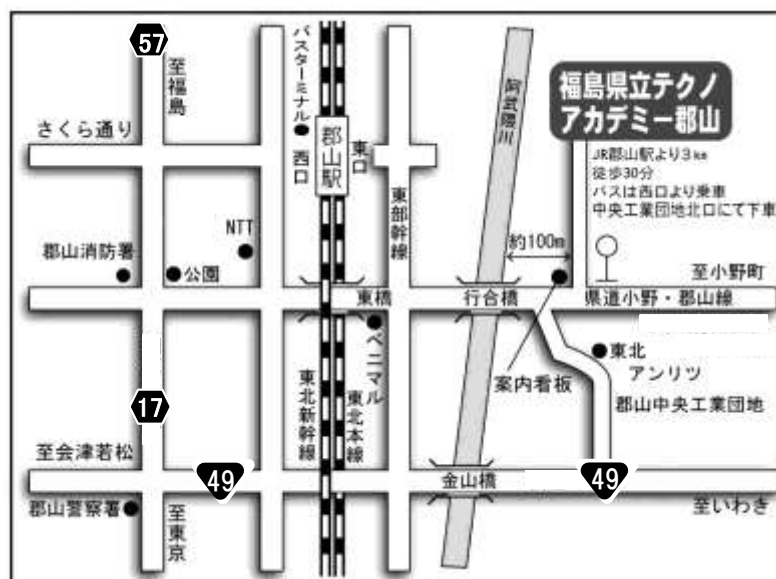 57
至福島
さくら通り
バスターミナル
西口
郡山駅
東口
東部幹線
阿武隈川
福島県立テクノ
アカデミー郡山
JR郡山駅より3㎞
徒歩30分
バスは西口より乗車
中央工業団地北口にて下車
約100m
NTT
郡山消防署
公園
東橋
行合橋
至小野町
県道小野・郡山線
ベニマル
案内看板
東北
アンリツ
郡山中央工業団地
東北新幹線
東北本線
17
至会津若松
49
金山橋
49
郡山警察署
至東京
至いわき